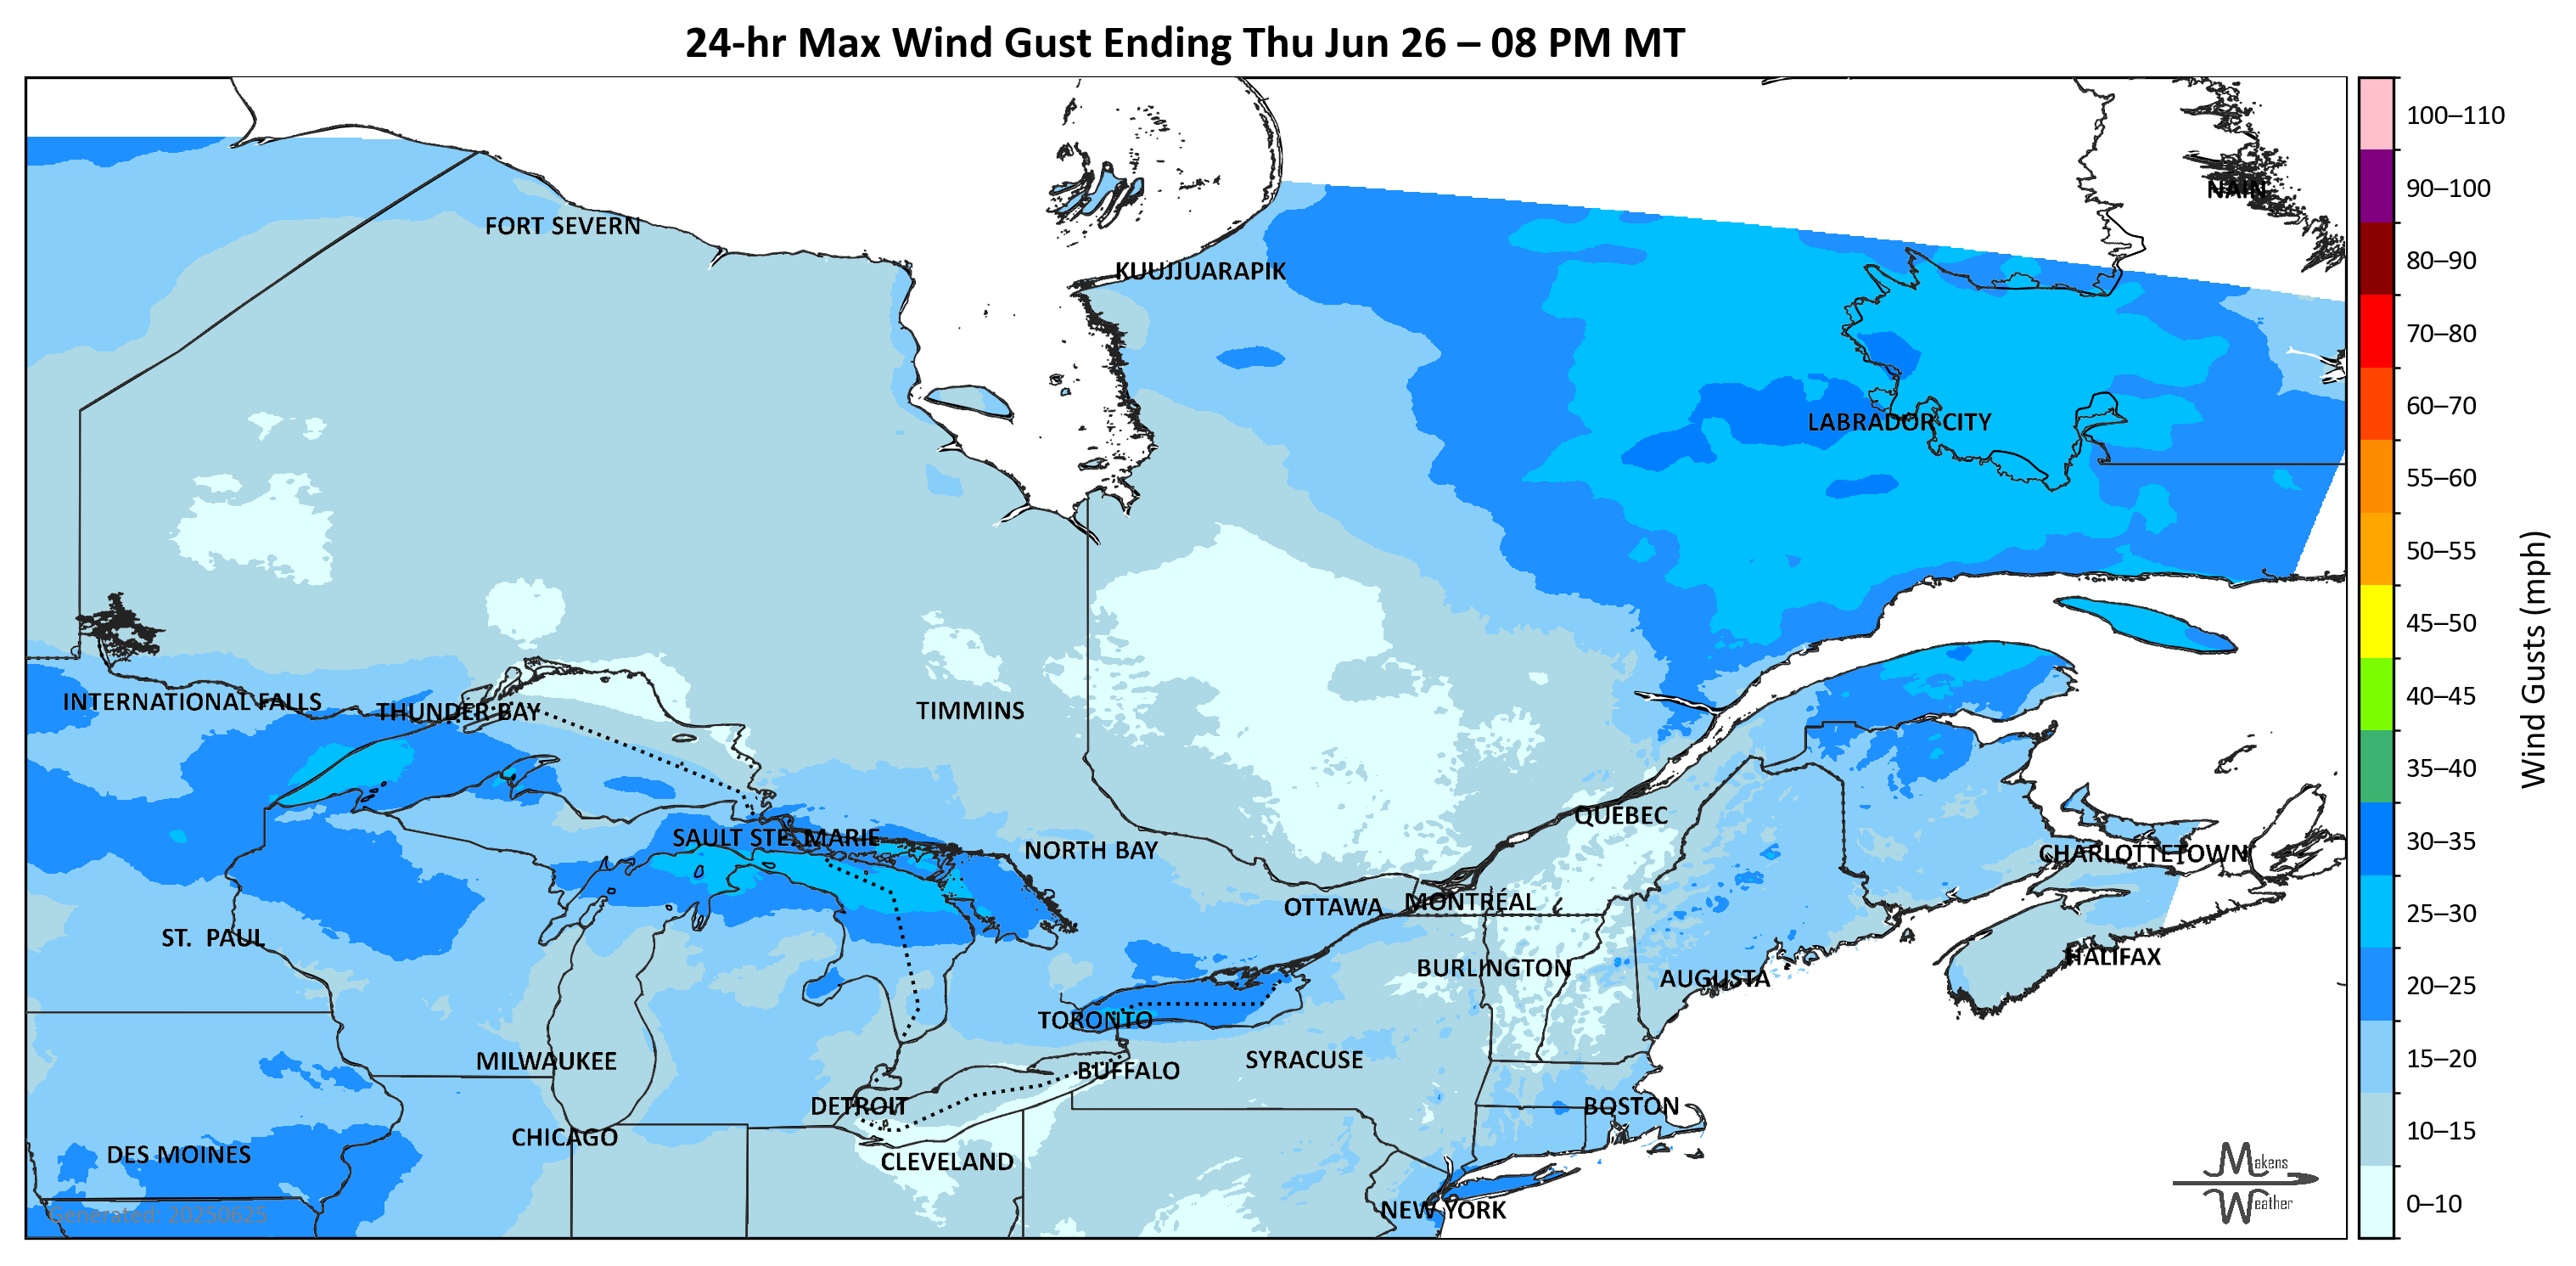 24-hr Max Wind Gust Ending Thu Jun 26 – 08 PM MT
100–110
90–100
80–90
70–80
60–70
55–60
50–55
45–50
40–45
35–40
30–35
25–30
20–25
15–20
10–15
0–10
Wind Gusts (mph)
NAIN
FORT SEVERN
KUUJJUARAPIK
LABRADOR CITY
INTERNATIONAL FALLS
THUNDER BAY
TIMMINS
QUEBEC
SAULT STE. MARIE
NORTH BAY
CHARLOTTETOWN
OTTAWA
MONTRÉAL
ST. PAUL
HALIFAX
BURLINGTON
AUGUSTA
TORONTO
MILWAUKEE
SYRACUSE
BUFFALO
DETROIT
BOSTON
CHICAGO
DES MOINES
CLEVELAND
NEW YORK
Generated: 20250625
Makens
Weather